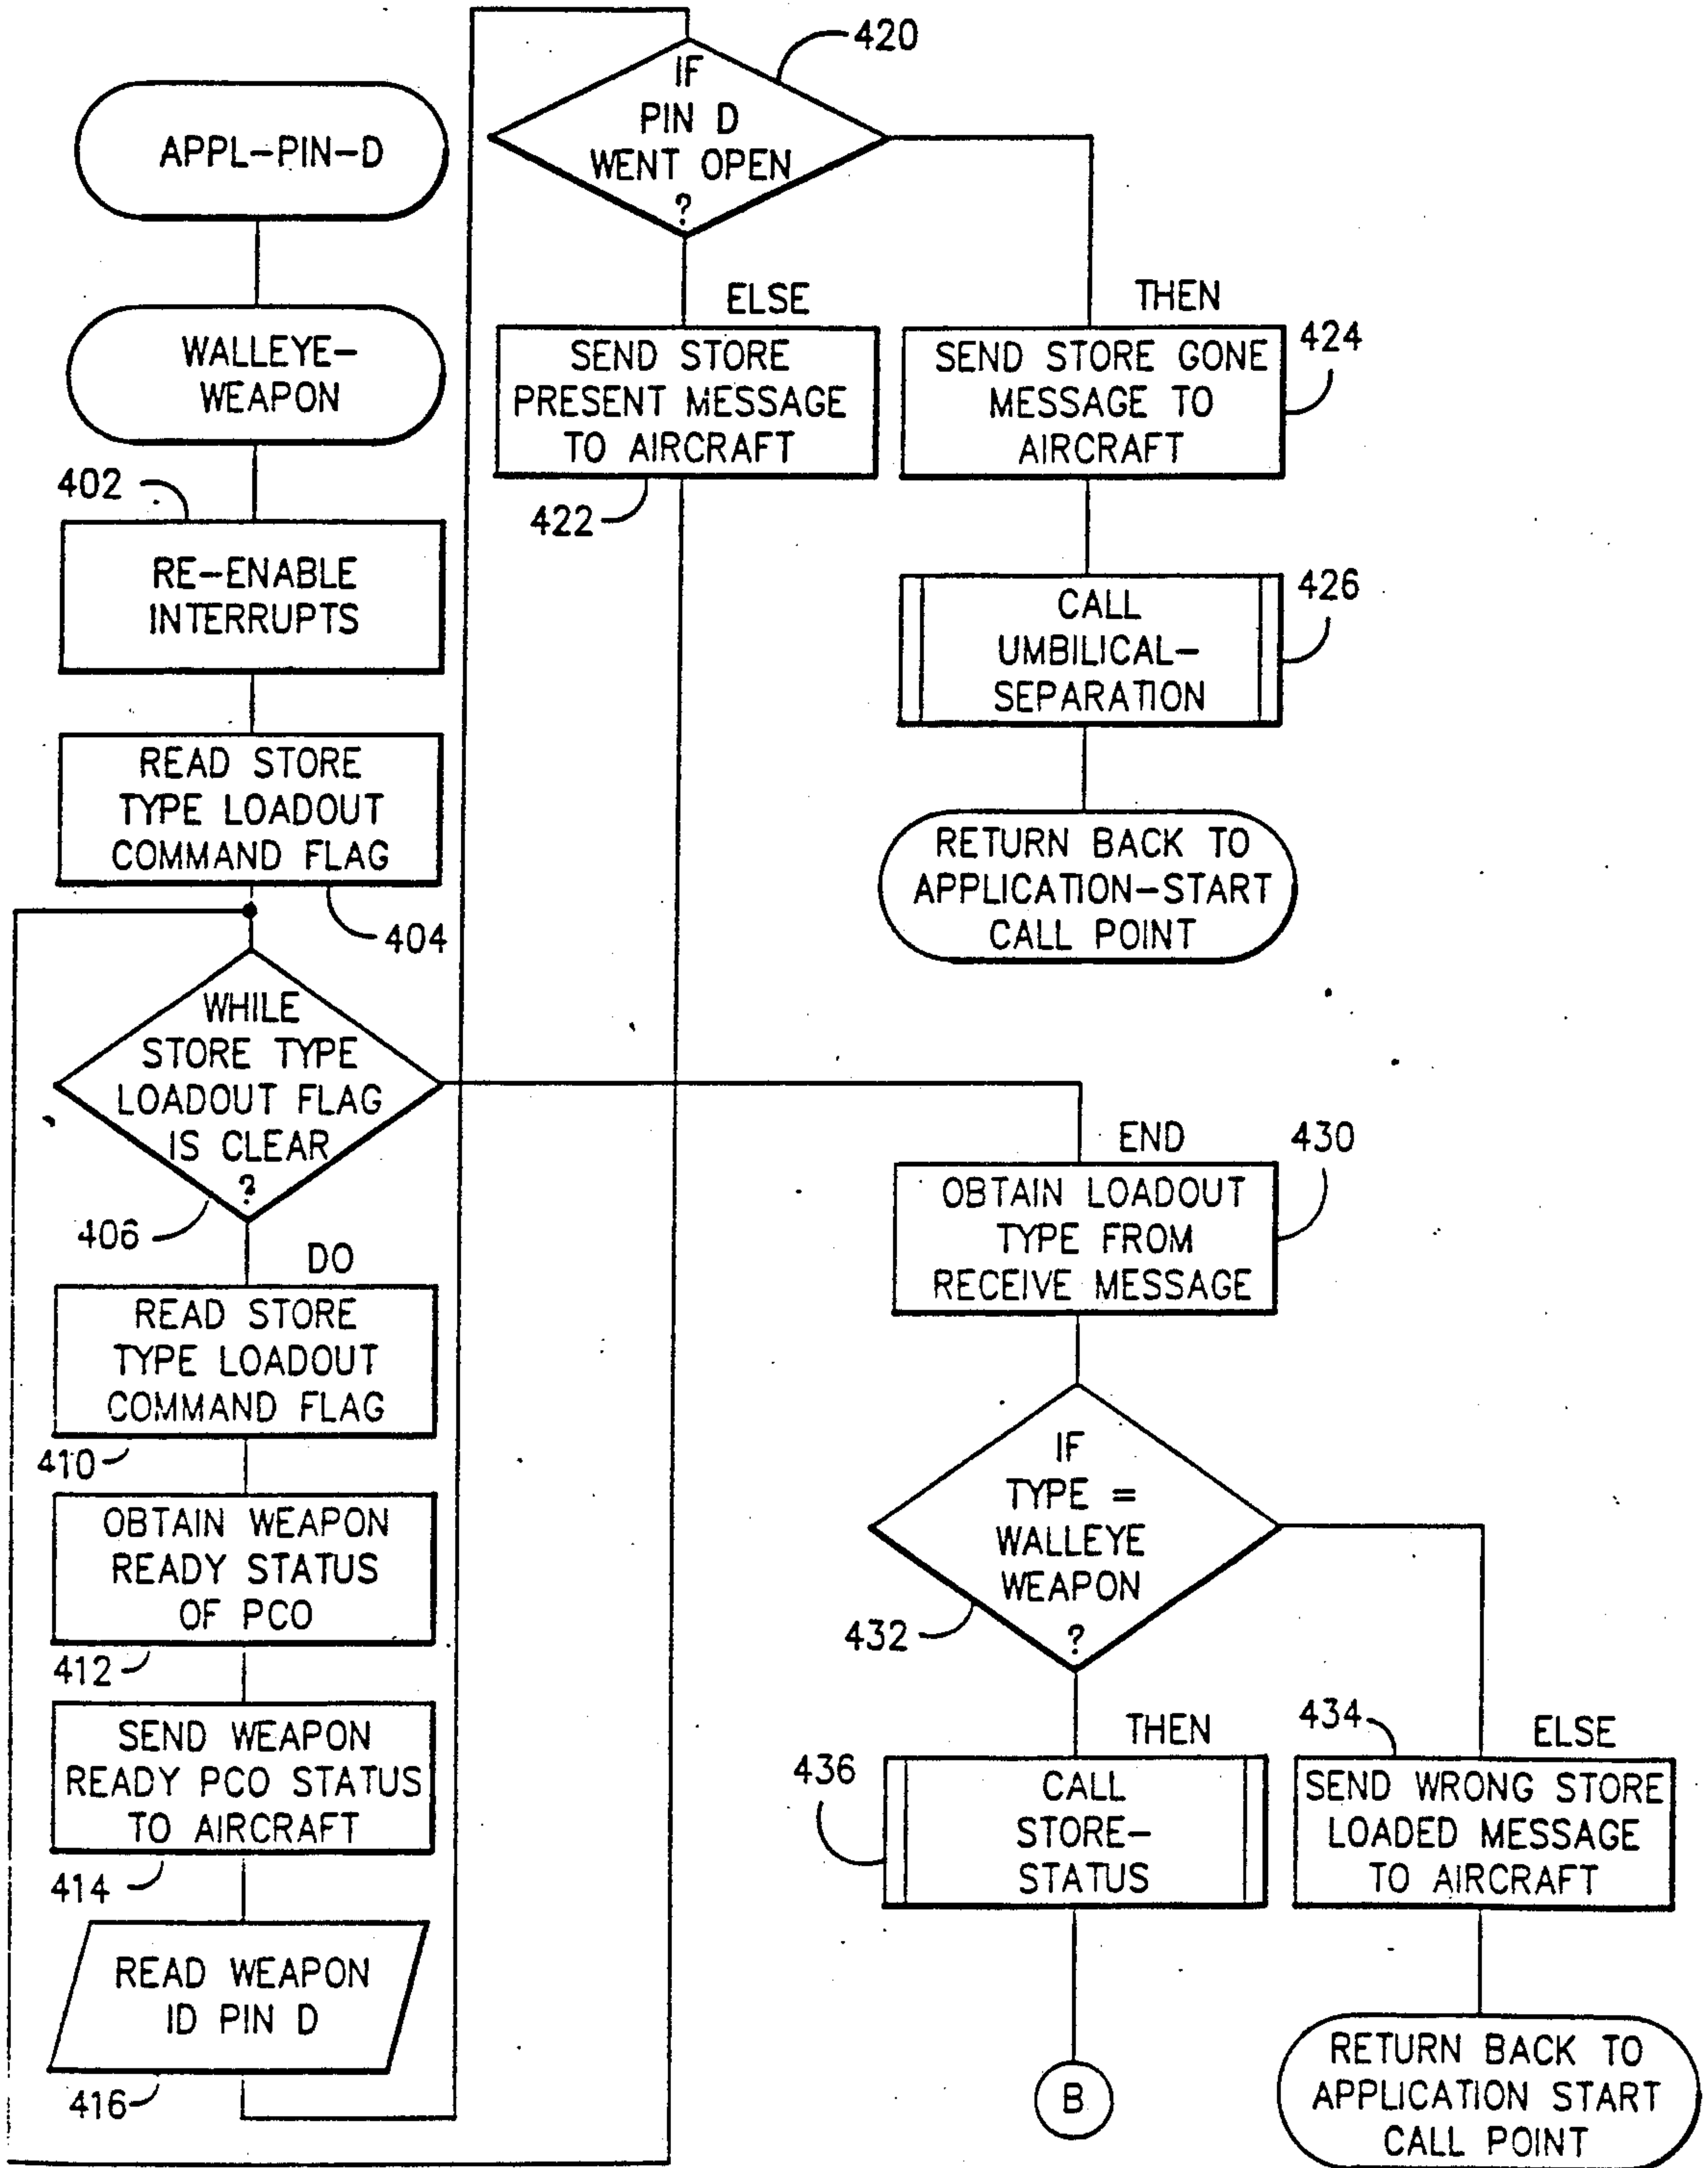 APPL-PIN-D
WALLEYE-
WEAPON
402
RE-ENABLE
INTERRUPTS
READ STORE
TYPE LOADOUT
COMMAND FLAG
404
WHILE
STORE TYPE
LOADOUT FLAG
IS CLEAR
?
406
DO
READ STORE
TYPE LOADOUT
COMMAND FLAG
410
OBTAIN WEAPON
READY STATUS
OF PCO
412
SEND WEAPON
READY PCO STATUS
TO AIRCRAFT
414
READ WEAPON
ID PIN D
416
420
IF
PIN D
WENT OPEN
?
ELSE
SEND STORE
PRESENT MESSAGE
TO AIRCRAFT
422
THEN
SEND STORE GONE
MESSAGE TO
AIRCRAFT
424
CALL
UMBILICAL-
SEPARATION
426
RETURN BACK TO
APPLICATION-START
CALL POINT
END
430
OBTAIN LOADOUT
TYPE FROM
RECEIVE MESSAGE
IF
TYPE =
WALLEYE
WEAPON
?
432
THEN
436
CALL
STORE-
STATUS
B
434
ELSE
SEND WRONG STORE
LOADED MESSAGE
TO AIRCRAFT
RETURN BACK TO
APPLICATION START
CALL POINT